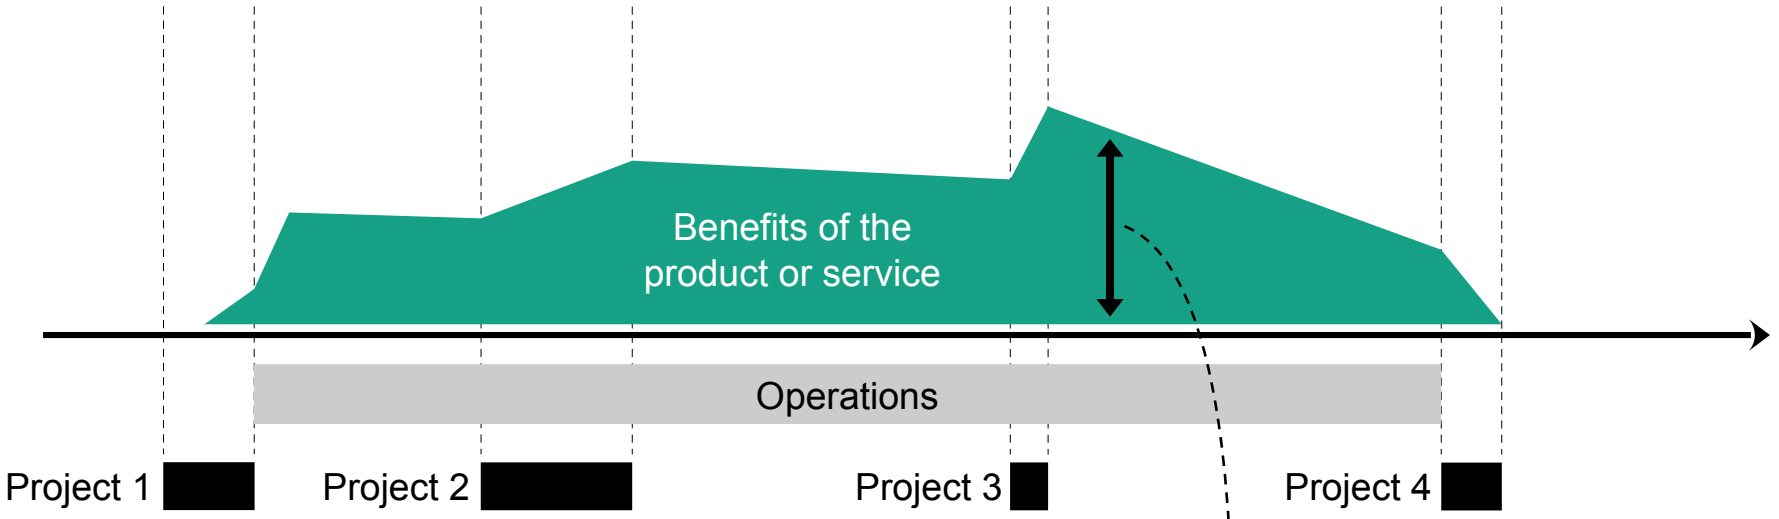 Benefits of the
product or service
Operations
Project 1
Project 2
Project 3
Project 4